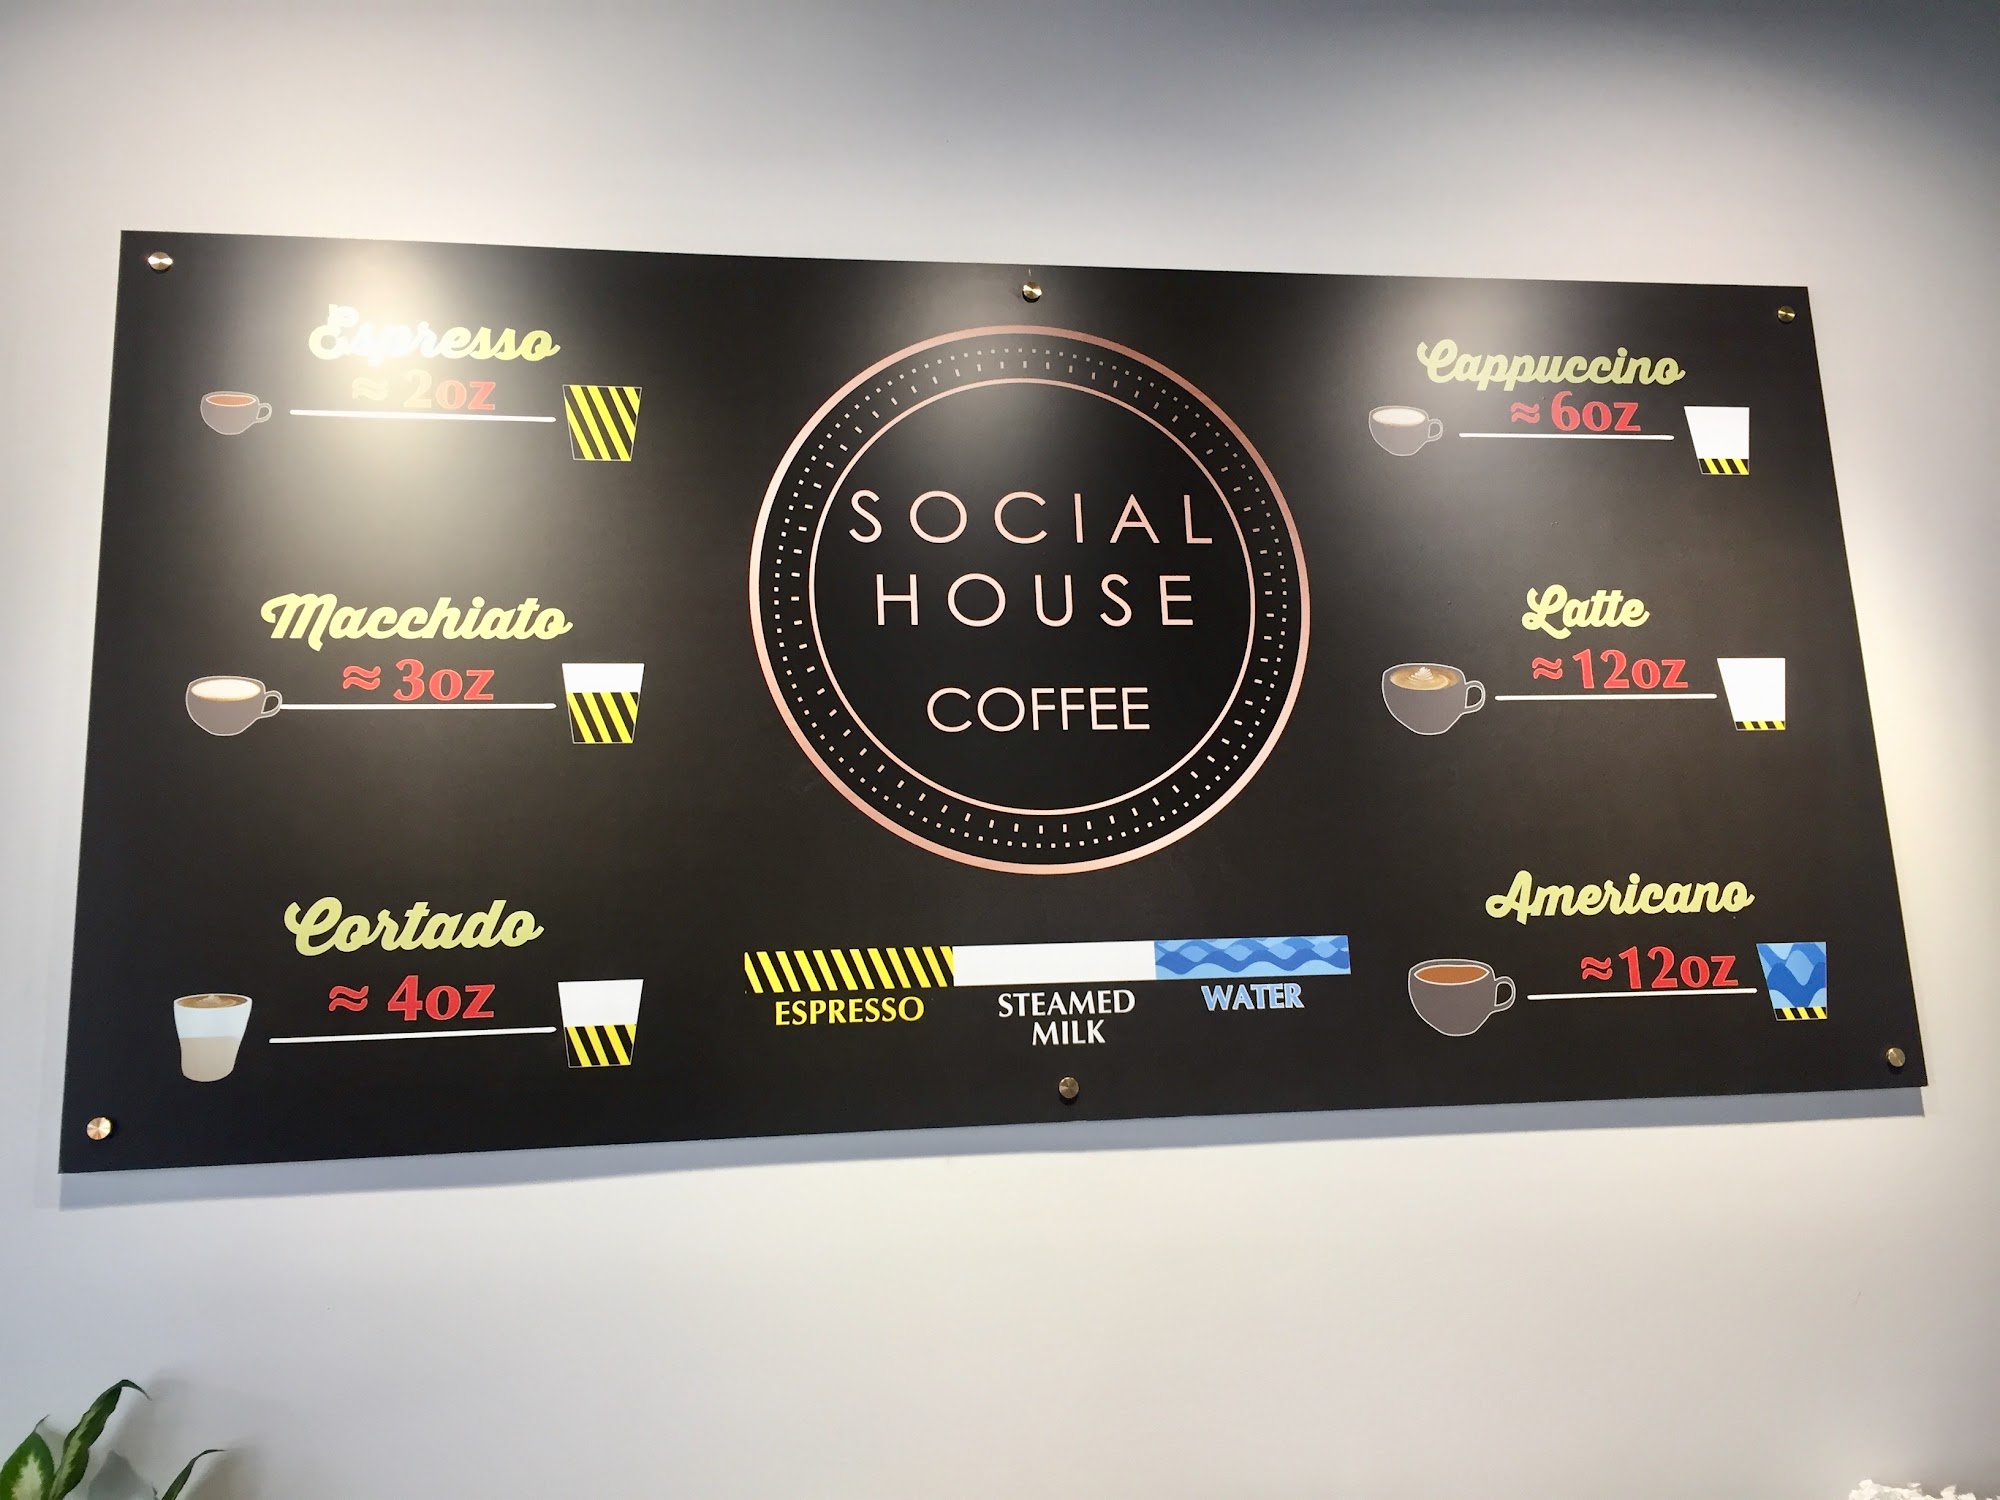 Espresso
≈ 2oz
Macchiato
≈ 3oz
Cortado
≈ 4oz
SOCIAL
HOUSE
COFFEE
ESPRESSO
STEAMED
MILK
WATER
Cappuccino
≈ 6oz
Latte
≈ 12oz
Americano
≈12oz